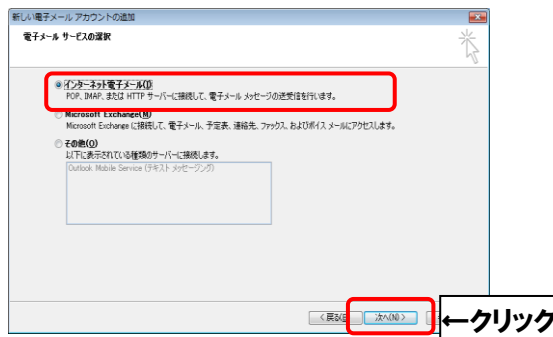 新しい電子メール アカウントの追加
電子メール サービスの選択
インターネット電子メール(I)
POP、IMAP、または HTTP サーバーに接続して、電子メール メッセージの送受信を行います。
Microsoft Exchange(M)
Microsoft Exchange に接続して、電子メール、予定表、連絡先、ファックス、およびボイス メールにアクセスします。
その他(O)
以下に表示されている種類のサーバーに接続します。
Outlook Mobile Service (テキスト メッセージング)
< 戻る(B) 次へ(N) > ←クリック